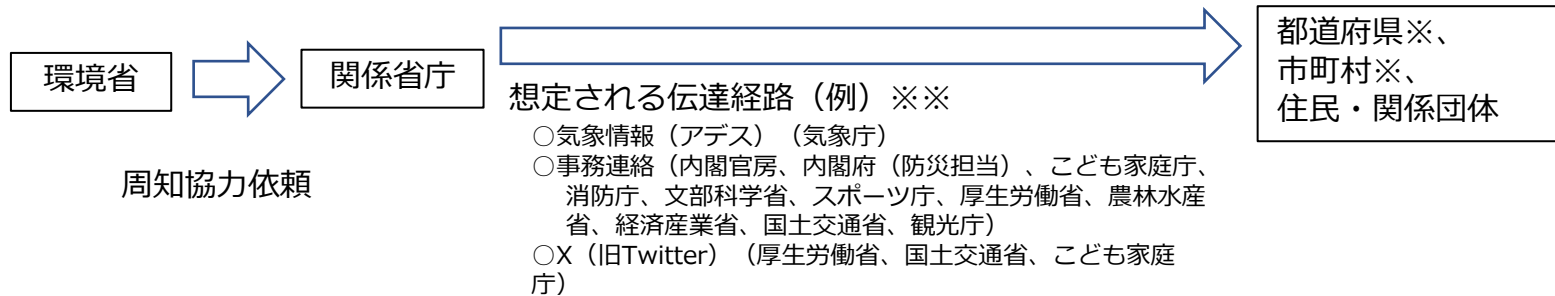 環境省
関係省庁
周知協力依頼
想定される伝達経路（例）※※
○気象情報（アデス）（気象庁）
○事務連絡（内閣官房、内閣府（防災担当）、こども家庭庁、
消防庁、文部科学省、スポーツ庁、厚生労働省、農林水産
省、経済産業省、国土交通省、観光庁）
○X（旧Twitter）（厚生労働省、国土交通省、こども家庭
庁）
都道府県※、
市町村※、
住民・関係団体